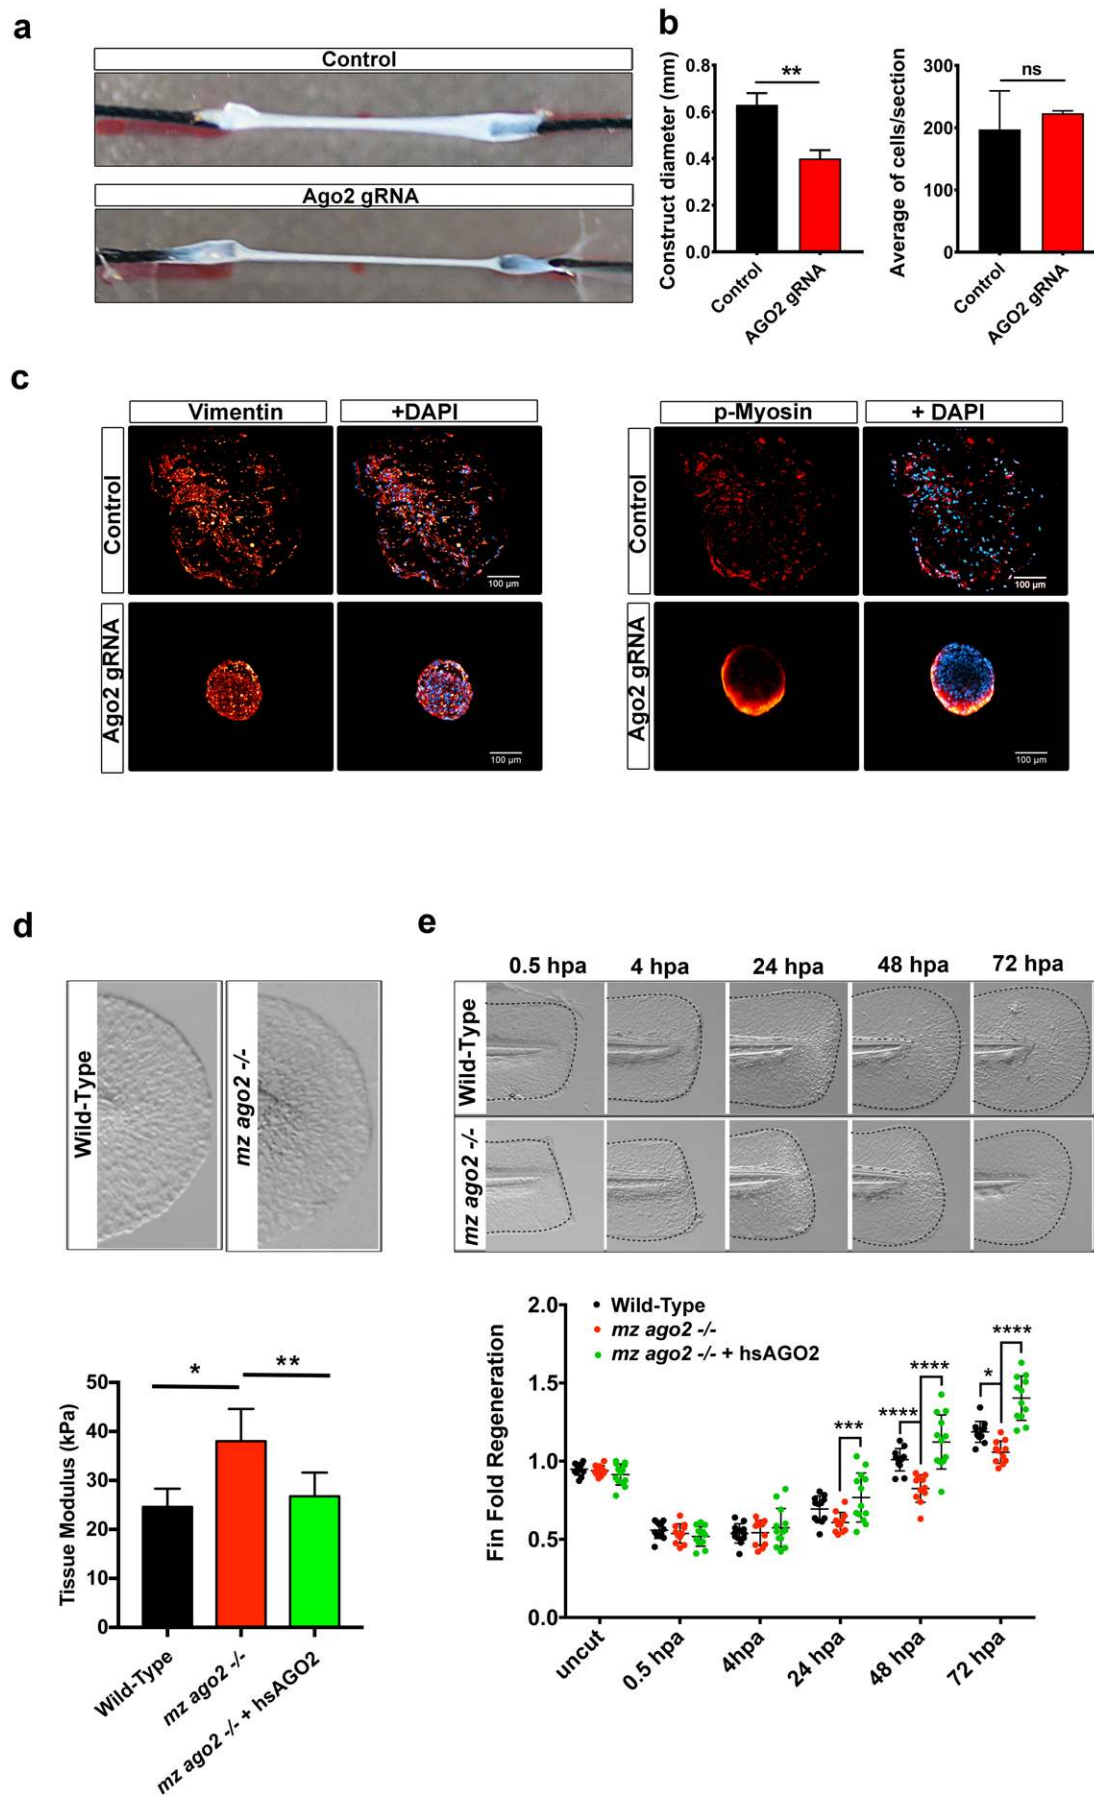 a
Control
Ago2 gRNA
b
Construct diameter (mm)
0.8
0.6
0.4
0.2
0.0
**
Control
AGO2 gRNA
Average of cells/section
300
200
100
0
ns
Control
AGO2 gRNA
c
Vimentin
+DAPI
Control
100 µm
Ago2 gRNA
100 µm
p-Myosin
+ DAPI
Control
100 µm
Ago2 gRNA
100 µm
d
Wild-Type
mz ago2 -/-
Tissue Modulus (kPa)
50
40
30
20
10
0
*
**
Wild-Type
mz ago2 -/-
mz ago2 -/- + hsAGO2
e
0.5 hpa
4 hpa
24 hpa
48 hpa
72 hpa
Wild-Type
mz ago2 -/-
Fin Fold Regeneration
2.0
1.5
1.0
0.5
0.0
Wild-Type
mz ago2 -/-
mz ago2 -/- + hsAGO2
***
****
****
*
****
uncut
0.5 hpa
4hpa
24 hpa
48 hpa
72 hpa